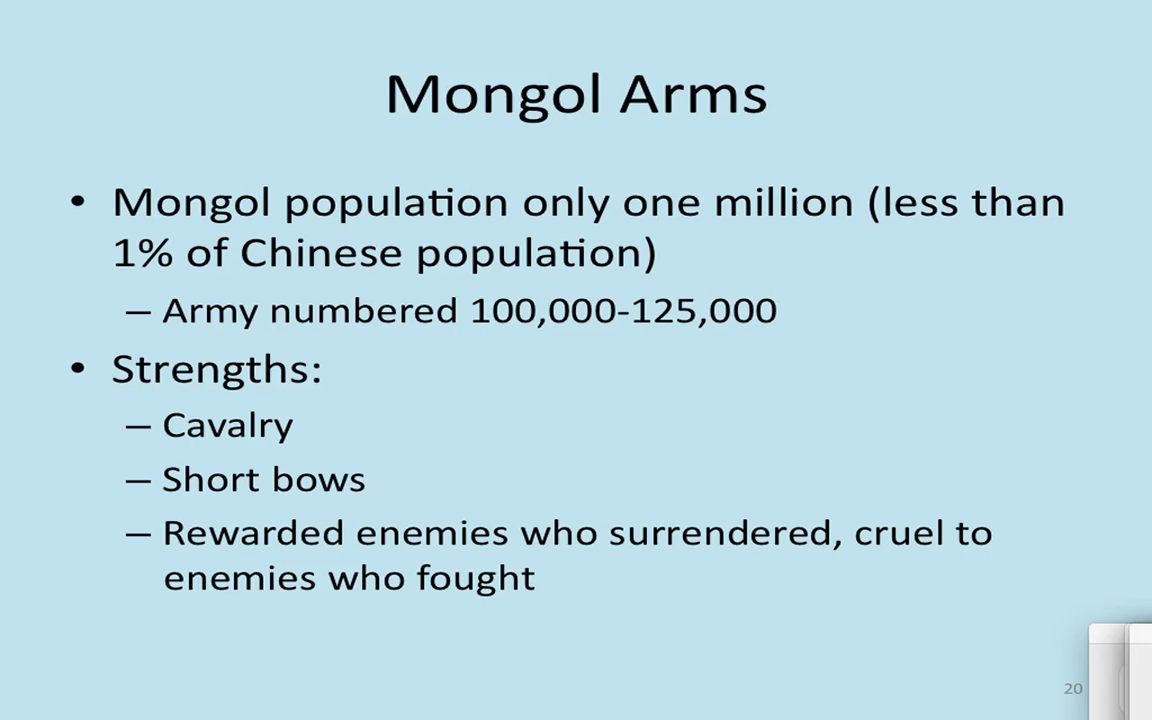 Mongol Arms
• Mongol population only one million (less than
1% of Chinese population)
– Army numbered 100,000-125,000
• Strengths:
– Cavalry
– Short bows
– Rewarded enemies who surrendered, cruel to
enemies who fought
20